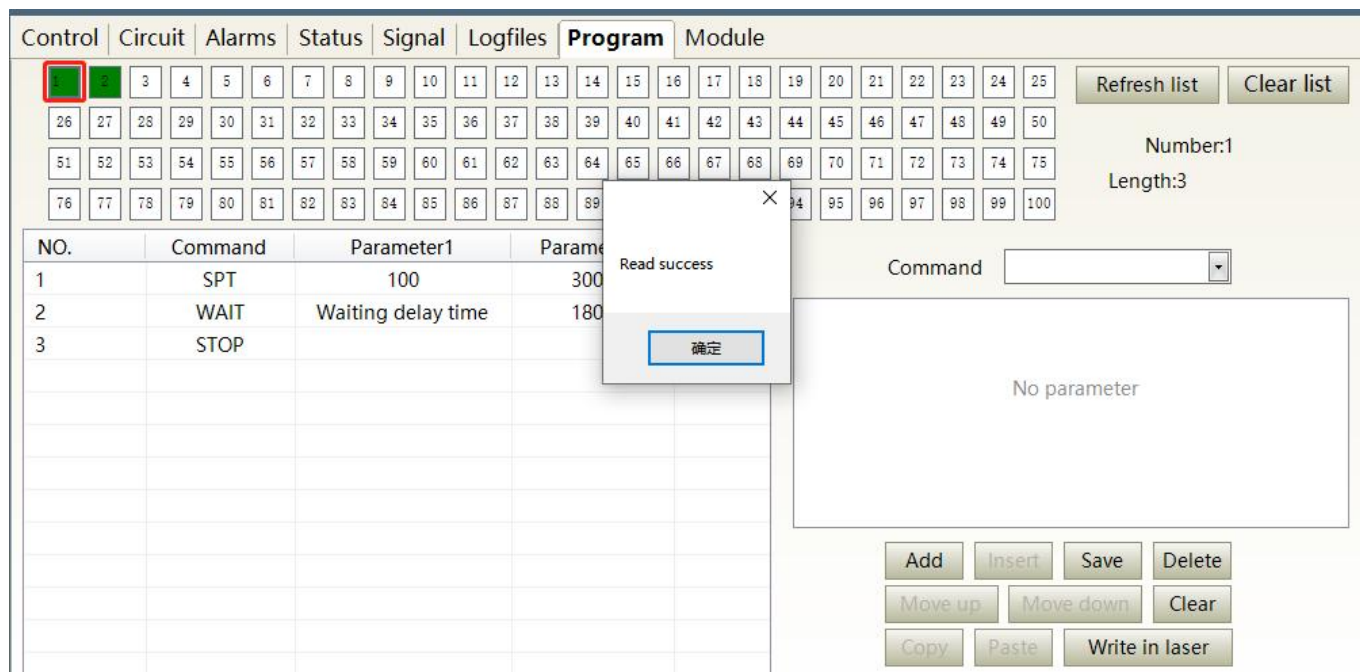 Control Circuit Alarms Status Signal Logfiles Program Module
1 2 3 4 5 6 7 8 9 10 11 12 13 14 15 16 17 18 19 20 21 22 23 24 25 Refresh list Clear list
26 27 28 29 30 31 32 33 34 35 36 37 38 39 40 41 42 43 44 45 46 47 48 49 50
Number:1
51 52 53 54 55 56 57 58 59 60 61 62 63 64 65 66 67 68 69 70 71 72 73 74 75
Length:3
76 77 78 79 80 81 82 83 84 85 86 87 88 89 94 95 96 97 98 99 100
NO. Command Parameter1 Parame
Read success
确定
Command
1 SPT 100 300
2 WAIT Waiting delay time 180
3 STOP
No parameter
Add Insert Save Delete
Move up Move down Clear
Copy Paste Write in laser